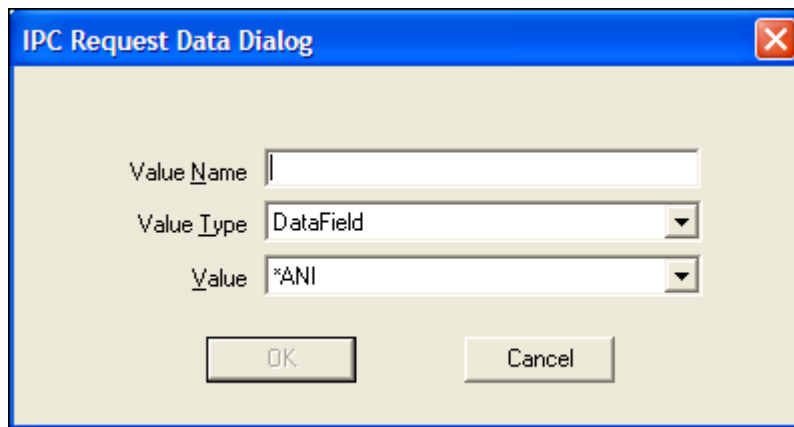 IPC Request Data Dialog
Value Name
Value Type DataField
Value *ANI
OK Cancel